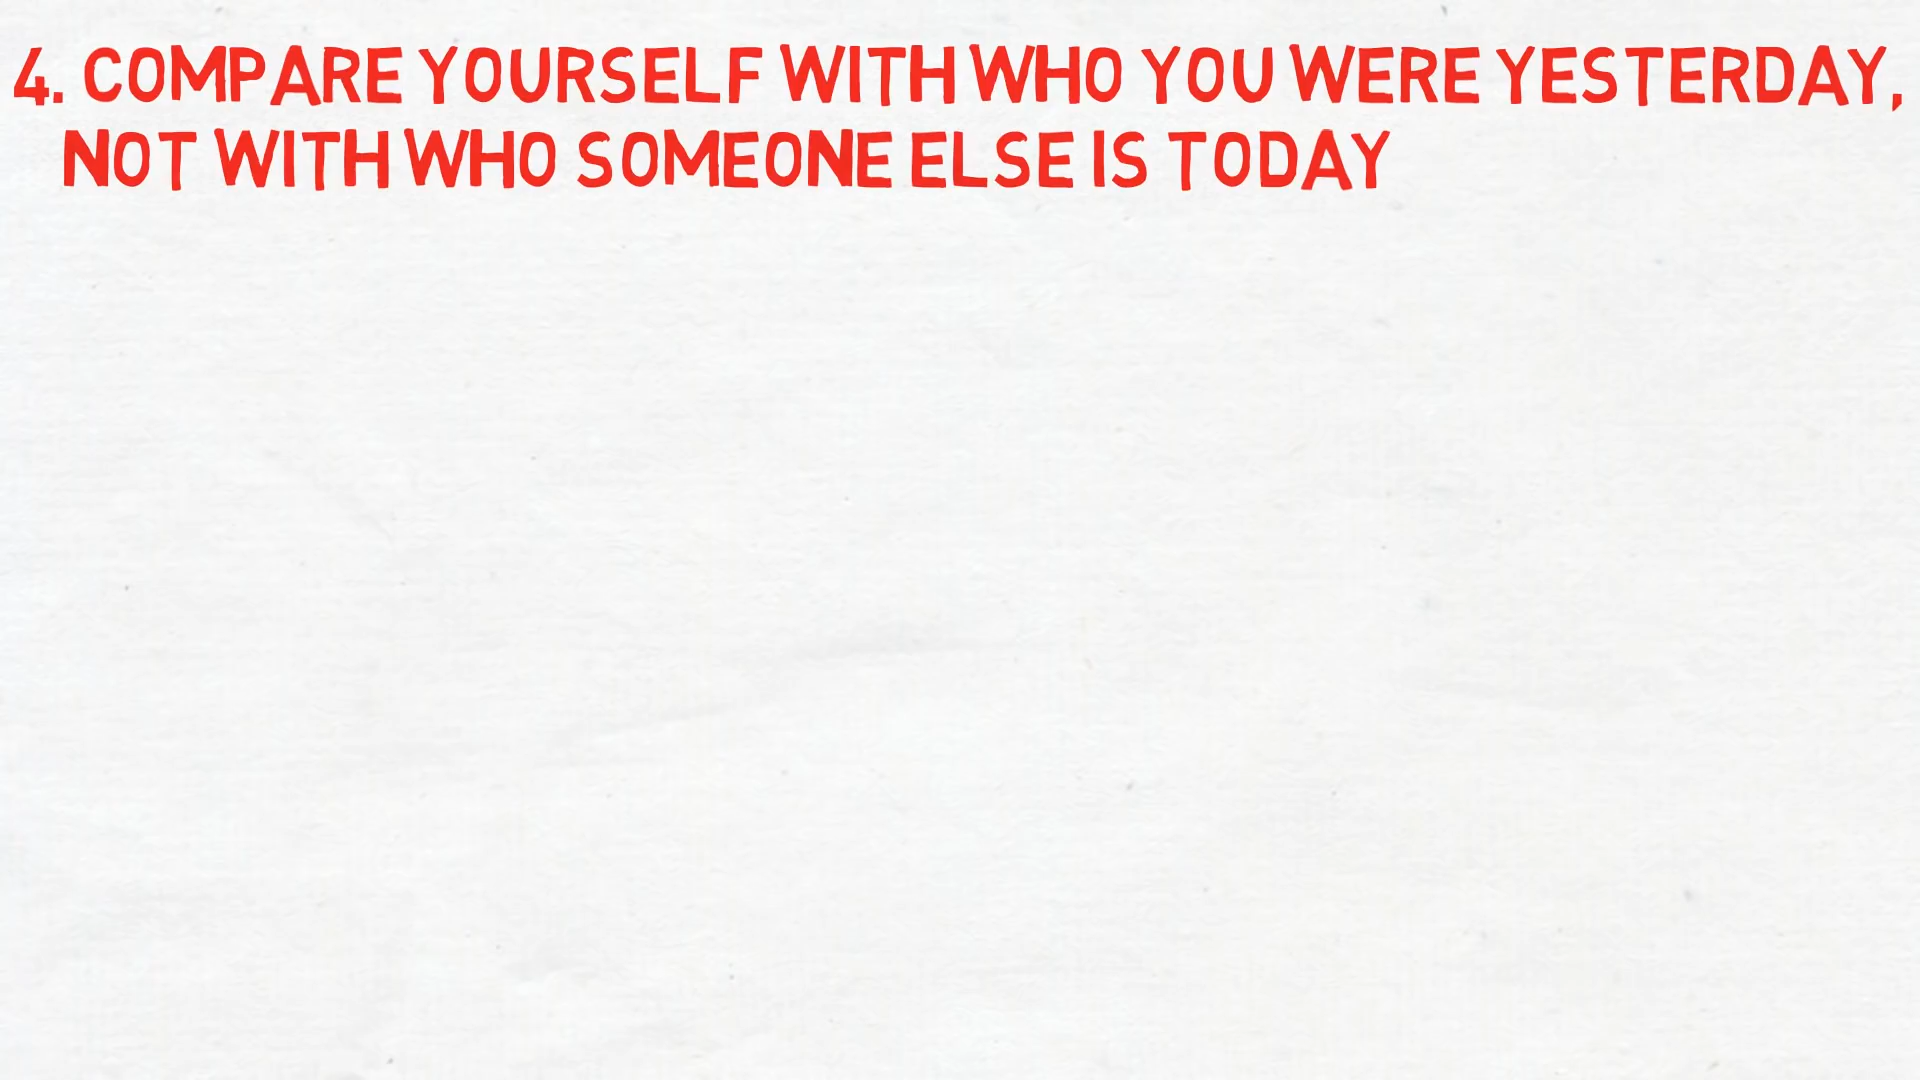 4. COMPARE YOURSELF WITH WHO YOU WERE YESTERDAY,
NOT WITH WHO SOMEONE ELSE IS TODAY